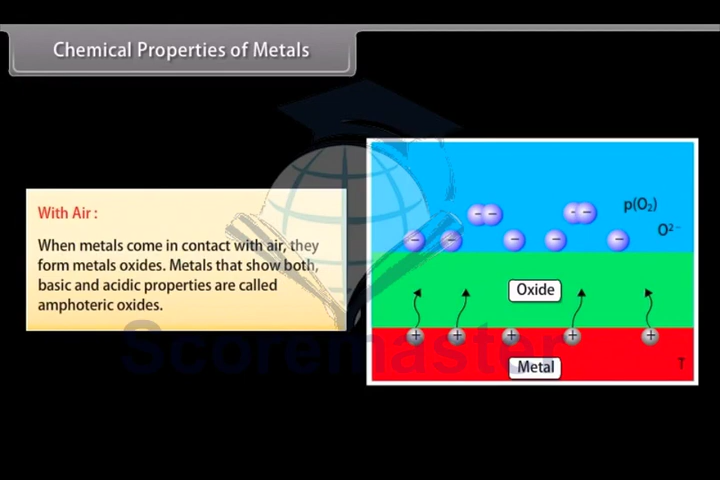 Chemical Properties of Metals
With Air :
When metals come in contact with air, they
form metals oxides. Metals that show both,
basic and acidic properties are called
amphoteric oxides.
p(O₂)
O²⁻
Oxide
Metal
T
Scoremaster